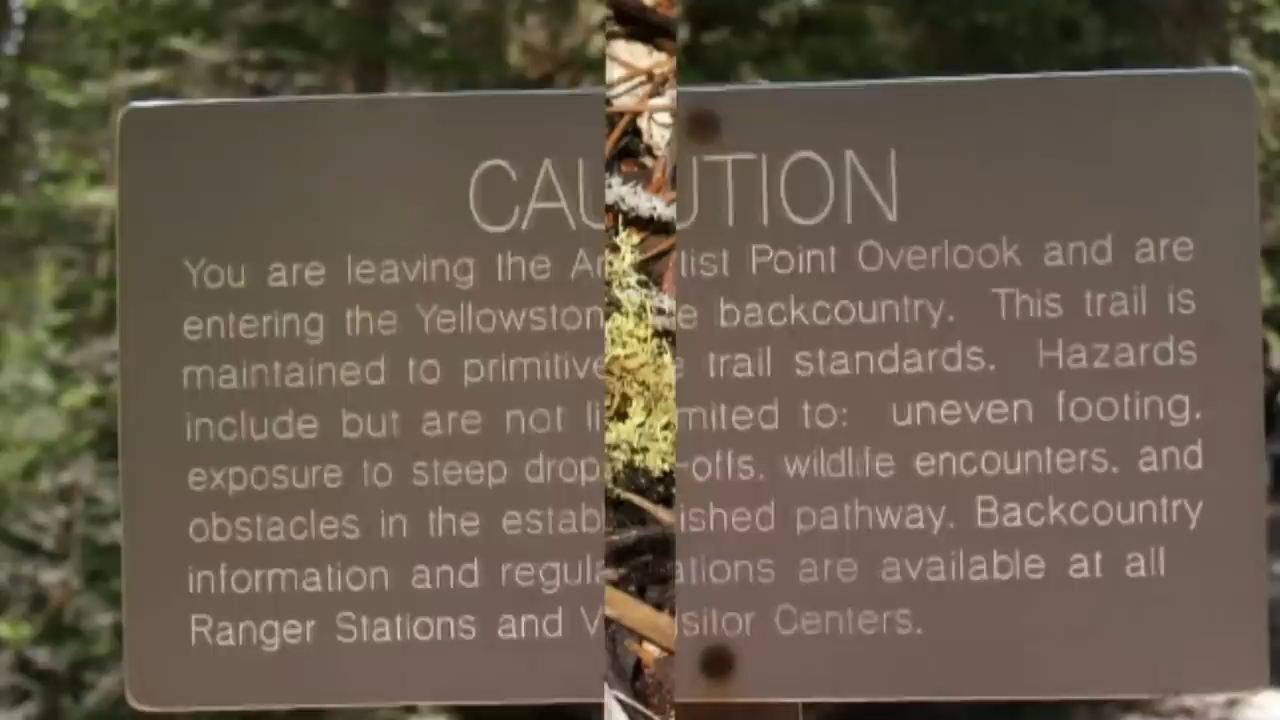 CAUTION
You are leaving the Artist Point Overlook and are
entering the Yellowstone backcountry. This trail is
maintained to primitive trail standards. Hazards
include but are not limited to: uneven footing,
exposure to steep drop-offs, wildlife encounters, and
obstacles in the established pathway. Backcountry
information and regulations are available at all
Ranger Stations and Visitor Centers.